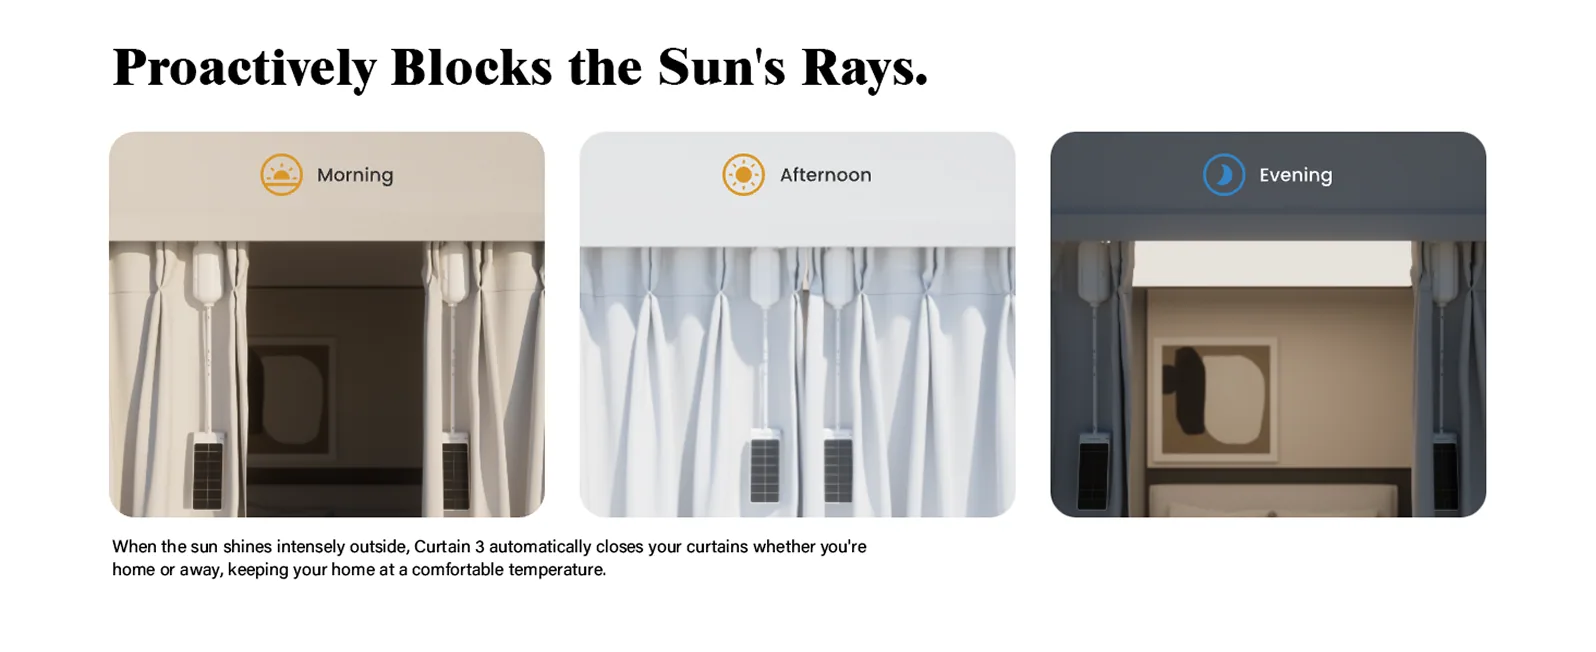 Proactively Blocks the Sun's Rays.
Morning
Afternoon
Evening
When the sun shines intensely outside, Curtain 3 automatically closes your curtains whether you're
home or away, keeping your home at a comfortable temperature.